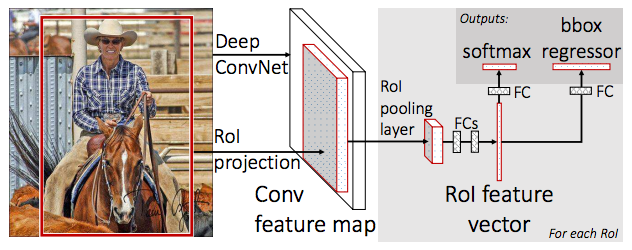 Deep
ConvNet
RoI
projection
Conv
feature map
RoI
pooling
layer
FCs
Outputs:
softmax
bbox
regressor
FC
FC
RoI feature
vector
For each RoI